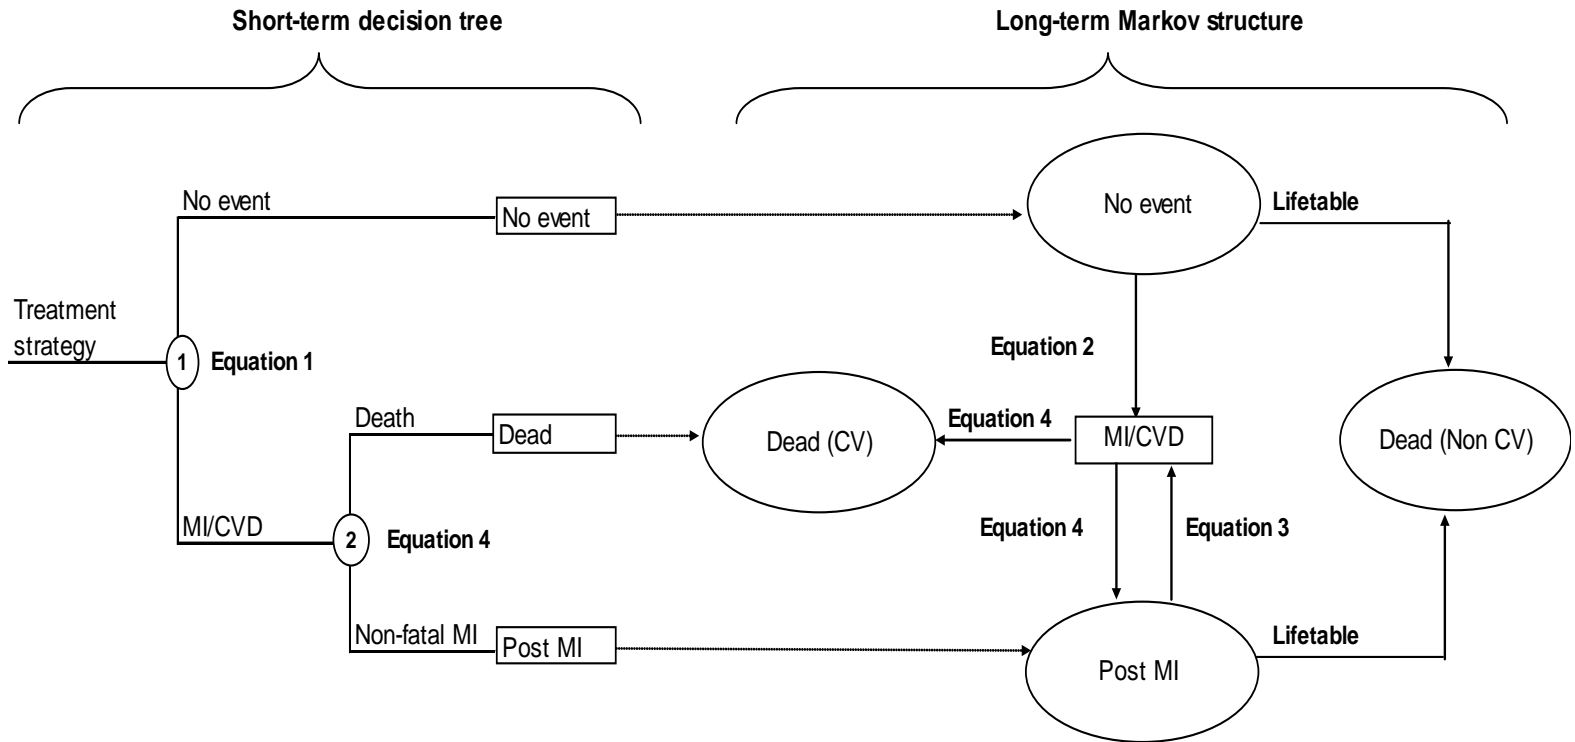 Short-term decision tree
Long-term Markov structure
No event
No event
No event
Lifetable
Treatment
strategy
1
Equation 1
Equation 2
Death
Dead
Dead (CV)
Equation 4
MI/CVD
Dead (Non CV)
MI/CVD
2
Equation 4
Equation 4
Equation 3
Non-fatal MI
Post MI
Post MI
Lifetable